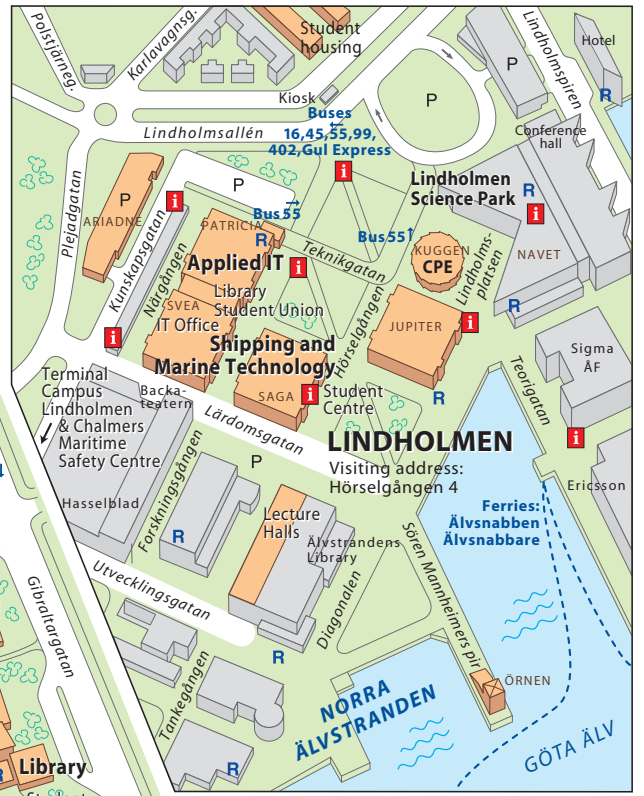 Polstjärneg.
Karlavagnsg.
Student
housing
Lindholmspiren
Hotel
R
P
P
Kiosk
Buses
16,45,55,99,
402,Gul Express
Lindholmsallén
Conference
hall
Plejadgatan
P
ARIADNE
P
i
i
Lindholmen
Science Park
R
i
Kunskapsgatan
Närgången
PATRICIA
Bus 55
R
Bus 55
Applied IT
i
Teknikgatan
KUGGEN
CPE
Lindholms-
platsen
NAVET
R
Library
Student Union
SVEA
IT Office
Hörselgången
JUPITER
i
i
Shipping and
Marine Technology
SAGA
i
Student
Centre
R
Teorigatan
Sigma
ÅF
i
Terminal
Campus
Lindholmen
& Chalmers
Maritime
Safety Centre
Backa-
teatern
Lärdomsgatan
LINDHOLMEN
Visiting address:
Hörselgången 4
P
Hasselblad
Forskningsgången
R
Lecture
Halls
Älvstrandens
Library
Ferries:
Älvsnabben
Älvsnabbare
Ericsson
Sören Mannheimers pir
Utvecklingsgatan
Diagonalen
R
Gibraltargatan
Tankegången
R
ÖRNEN
NORRA
ÄLVSTRANDEN
GÖTA ÄLV
R
Library